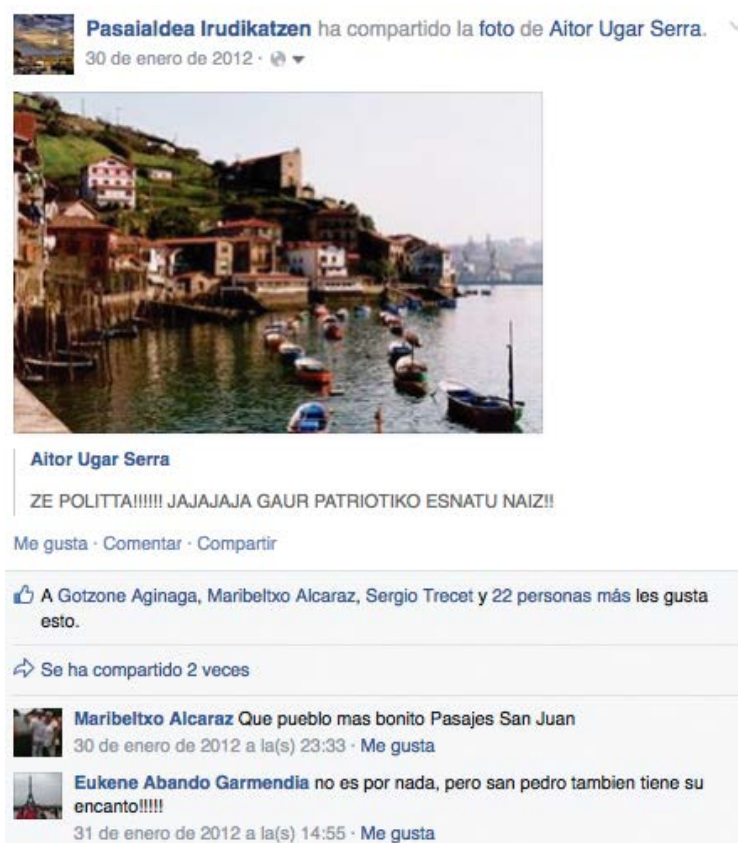 Pasaialdea Irudikatzen ha compartido la foto de Aitor Ugar Serra.
30 de enero de 2012 ·
Aitor Ugar Serra
ZE POLITTA!!!!!! JAJAJAJA GAUR PATRIOTIKO ESNATU NAIZ!!
Me gusta · Comentar · Compartir
A Gotzone Aginaga, Maribeltxo Alcaraz, Sergio Trecet y 22 personas más les gusta
esto.
Se ha compartido 2 veces
Maribeltxo Alcaraz Que pueblo mas bonito Pasajes San Juan
30 de enero de 2012 a la(s) 23:33 · Me gusta
Eukene Abando Garmendia no es por nada, pero san pedro tambien tiene su
encanto!!!!!
31 de enero de 2012 a la(s) 14:55 · Me gusta